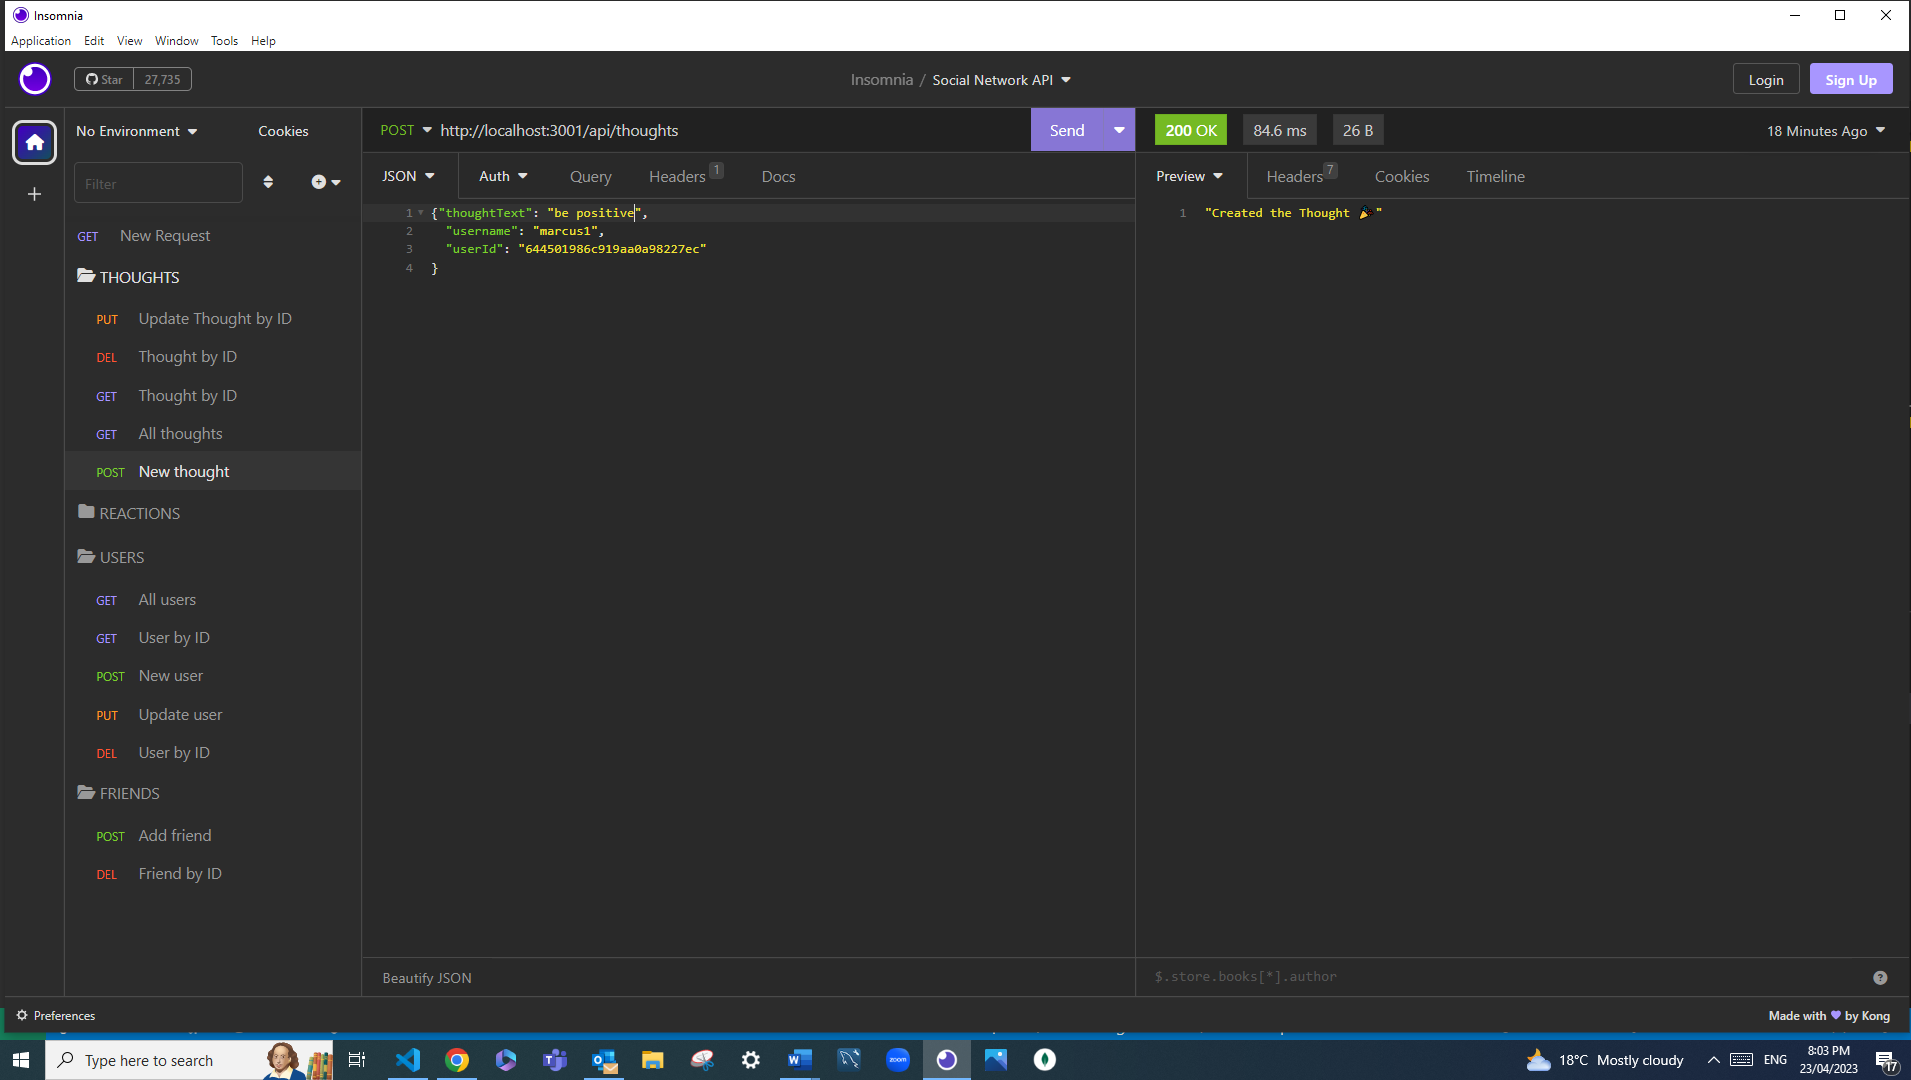 Insomnia
Application Edit View Window Tools Help
Star 27,735
Insomnia / Social Network API
Login Sign Up
No Environment Cookies
POST http://localhost:3001/api/thoughts Send
200 OK 84.6 ms 26 B 18 Minutes Ago
Filter
JSON Auth Query Headers 1 Docs
Preview Headers 7 Cookies Timeline
1 {"thoughtText": "be positive",
2 "username": "marcus1",
3 "userId": "644501986c919aa0a98227ec"
4 }
1 "Created the Thought 🎉"
GET New Request
THOUGHTS
PUT Update Thought by ID
DEL Thought by ID
GET Thought by ID
GET All thoughts
POST New thought
REACTIONS
USERS
GET All users
GET User by ID
POST New user
PUT Update user
DEL User by ID
FRIENDS
POST Add friend
DEL Friend by ID
Beautify JSON
$.store.books[*].author
Preferences
Made with 💜 by Kong
Type here to search
zoom
18°C Mostly cloudy
ENG
8:03 PM
23/04/2023
17